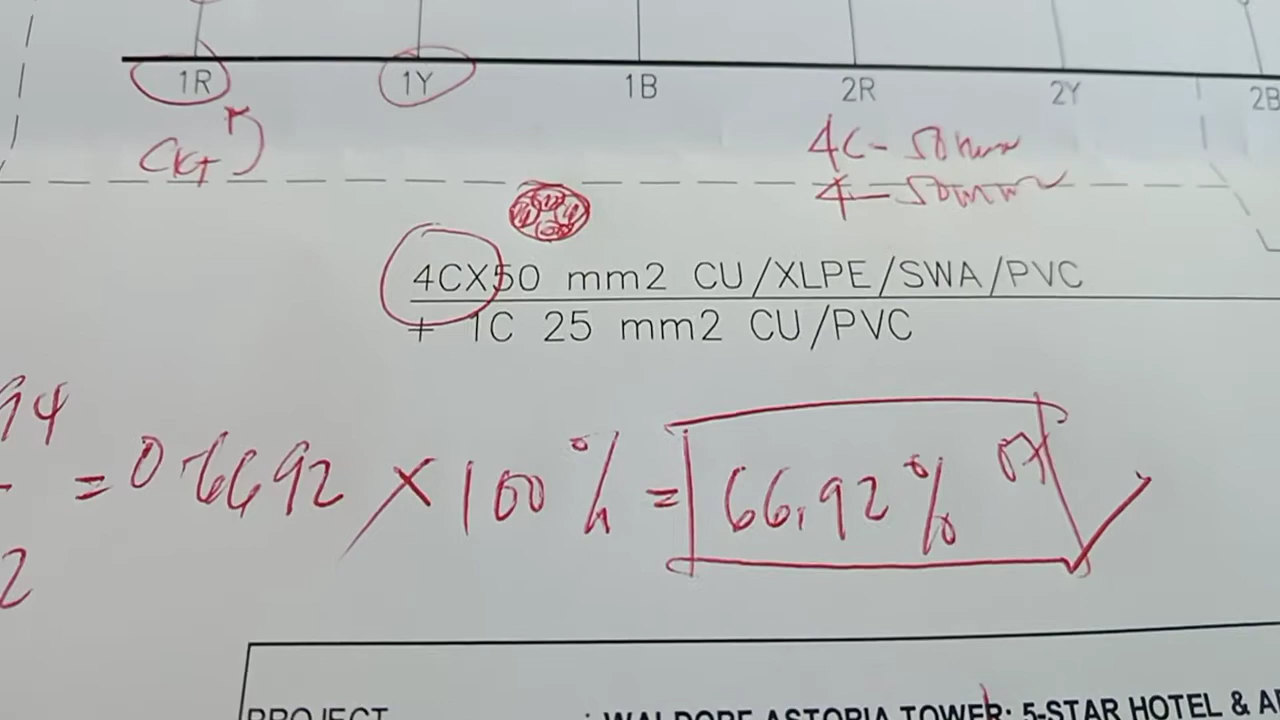 1R 1Y 1B 2R 2Y 2B
CKT
4C - 50mm
4 - 50mm
4CX50 mm2 CU/XLPE/SWA/PVC
+ 1C 25 mm2 CU/PVC
94
= 0.6692 X 100% = 66.92%
2
PROJECT : WALDORF ASTORIA TOWER: 5-STAR HOTEL & AP